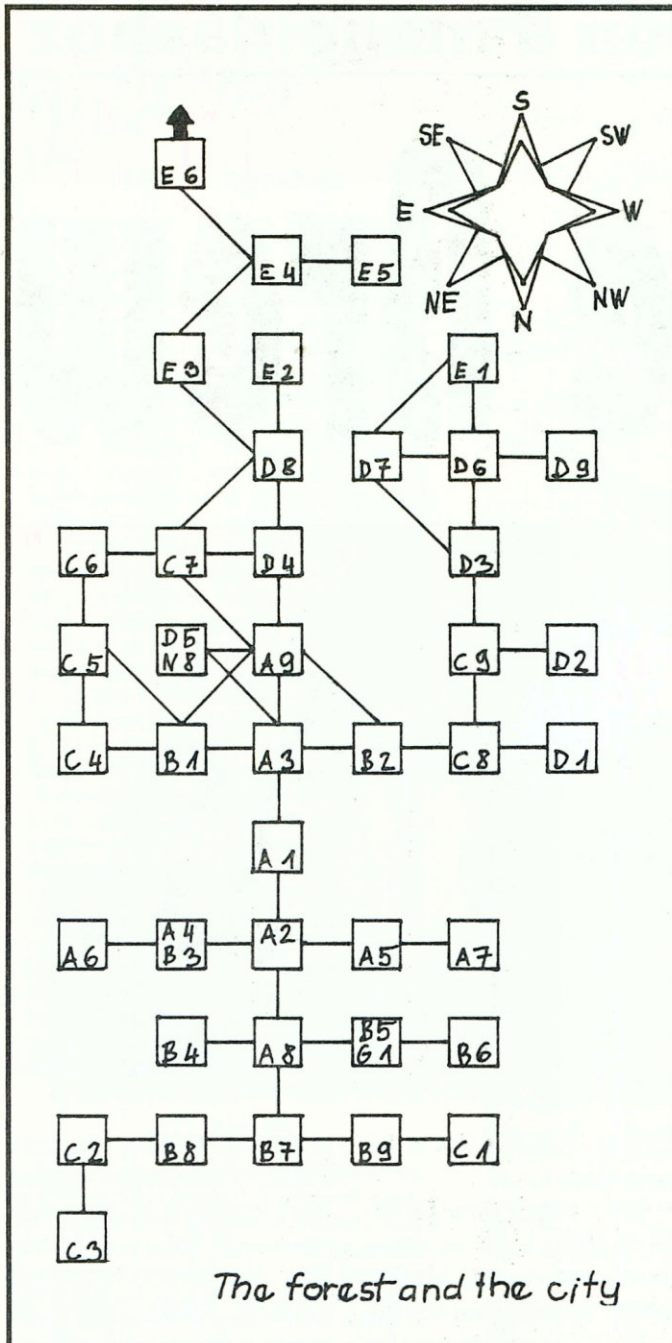 S
SE SW
E W
NE NW
N
E6
E4 E5
E3 E2 E1
D8 D7 D6 D9
C6 C7 D4 D3
C5 D5 A9 C9 D2
N8
C4 B1 A3 B2 C8 D1
A1
A6 A4 A2 A5 A7
B3
B4 A8 B5 B6
G1
C2 B8 B7 B9 C1
C3
The forest and the city